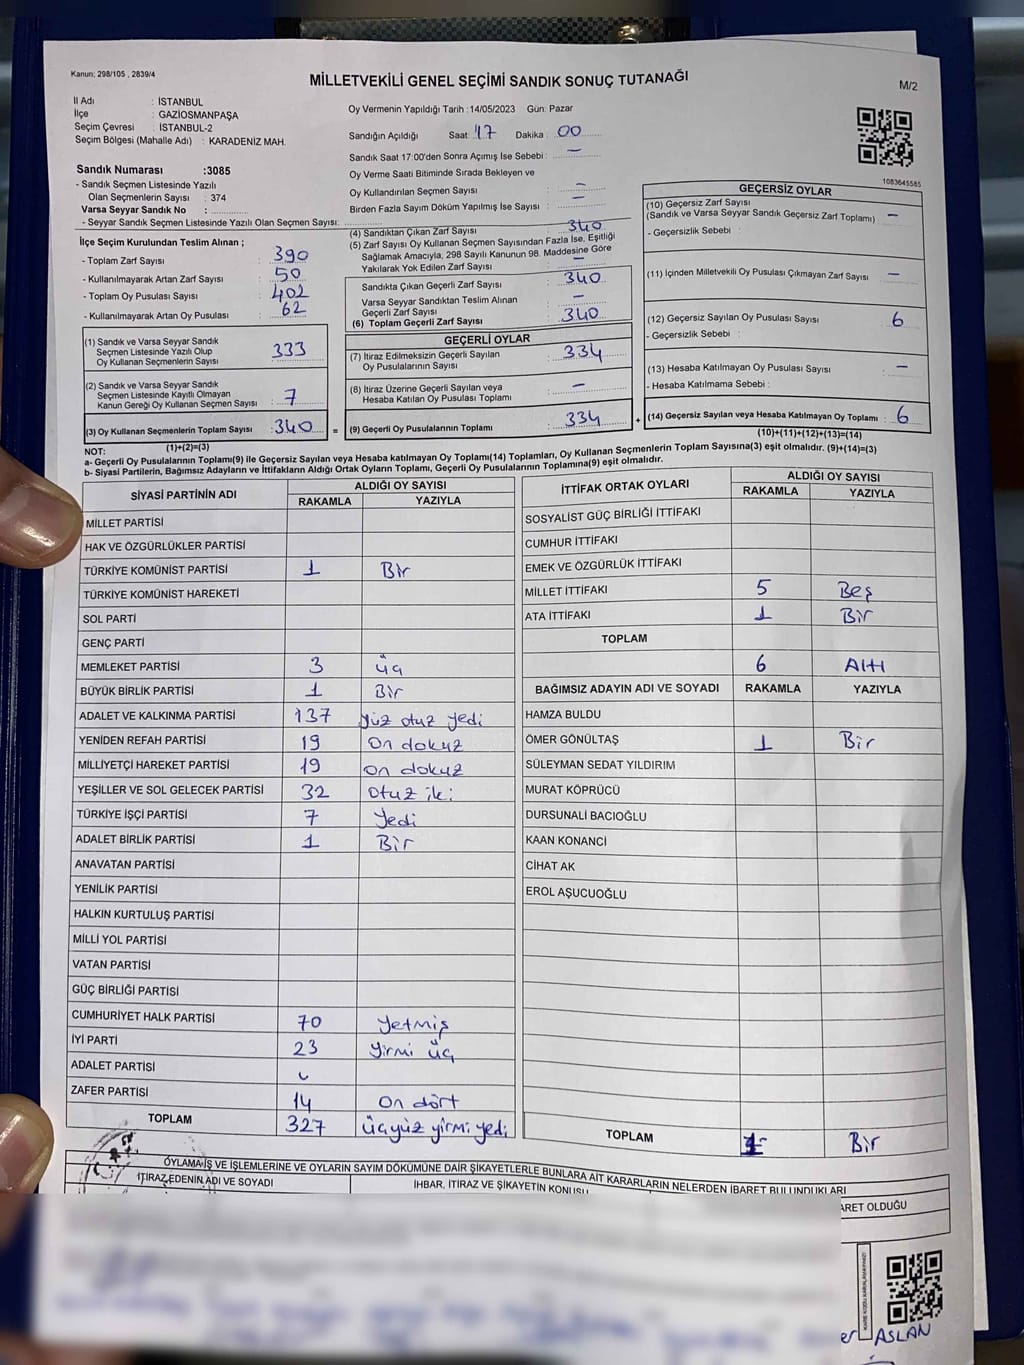 Kanun; 298/105 , 2839/4
MİLLETVEKİLİ GENEL SEÇİMİ SANDIK SONUÇ TUTANAĞI
M/2
İl Adı : İSTANBUL
İlçe : GAZİOSMANPAŞA
Seçim Çevresi : İSTANBUL-2
Seçim Bölgesi (Mahalle Adı) : KARADENİZ MAH.
Sandık Numarası :3085
- Sandık Seçmen Listesinde Yazılı
Olan Seçmenlerin Sayısı : 374
Varsa Seyyar Sandık No :
- Seyyar Sandık Seçmen Listesinde Yazılı Olan Seçmen Sayısı:
Oy Vermenin Yapıldığı Tarih :14/05/2023 Gün: Pazar
Sandığın Açıldığı Saat 17 Dakika : 00
Sandık Saat 17:00'den Sonra Açımış İse Sebebi : —
Oy Verme Saati Bitiminde Sırada Bekleyen ve
Oy Kullandırılan Seçmen Sayısı : —
Birden Fazla Sayım Döküm Yapılmış İse Sayısı : —
1083645585
İlçe Seçim Kurulundan Teslim Alınan ;
- Toplam Zarf Sayısı : 390
- Kullanılmayarak Artan Zarf Sayısı : 50
- Toplam Oy Pusulası Sayısı : 402
- Kullanılmayarak Artan Oy Pusulası : 62
(1) Sandık ve Varsa Seyyar Sandık
Seçmen Listesinde Yazılı Olup
Oy Kullanan Seçmenlerin Sayısı : 333
(2) Sandık ve Varsa Seyyar Sandık
Seçmen Listesinde Kayıtlı Olmayan
Kanun Gereği Oy Kullanan Seçmen Sayısı : 7
(3) Oy Kullanan Seçmenlerin Toplam Sayısı : 340
(1)+(2)=(3)
(4) Sandıktan Çıkan Zarf Sayısı : 340
(5) Zarf Sayısı Oy Kullanan Seçmen Sayısından Fazla İse, Eşitliği
Sağlamak Amacıyla; 298 Sayılı Kanunun 98. Maddesine Göre
Yakılarak Yok Edilen Zarf Sayısı : —
Sandıkta Çıkan Geçerli Zarf Sayısı : 340
Varsa Seyyar Sandıktan Teslim Alınan
Geçerli Zarf Sayısı : —
(6) Toplam Geçerli Zarf Sayısı : 340
GEÇERLİ OYLAR
(7) İtiraz Edilmeksizin Geçerli Sayılan
Oy Pusulalarının Sayısı : 334
(8) İtiraz Üzerine Geçerli Sayılan veya
Hesaba Katılan Oy Pusulası Toplamı : —
= (9) Geçerli Oy Pusulalarının Toplamı : 334
GEÇERSİZ OYLAR
(10) Geçersiz Zarf Sayısı
(Sandık ve Varsa Seyyar Sandık Geçersiz Zarf Toplamı) : —
- Geçersizlik Sebebi :
(11) İçinden Milletvekili Oy Pusulası Çıkmayan Zarf Sayısı : —
(12) Geçersiz Sayılan Oy Pusulası Sayısı : 6
- Geçersizlik Sebebi :
(13) Hesaba Katılmayan Oy Pusulası Sayısı : —
- Hesaba Katılmama Sebebi :
+ (14) Geçersiz Sayılan veya Hesaba Katılmayan Oy Toplamı : 6
(10)+(11)+(12)+(13)=(14)
NOT:
a- Geçerli Oy Pusulalarının Toplamı(9) ile Geçersiz Sayılan veya Hesaba katılmayan Oy Toplamı(14) Toplamları, Oy Kullanan Seçmenlerin Toplam Sayısına(3) eşit olmalıdır. (9)+(14)=(3)
b- Siyasi Partilerin, Bağımsız Adayların ve İttifakların Aldığı Ortak Oyların Toplamı, Geçerli Oy Pusulalarının Toplamına(9) eşit olmalıdır.
SİYASİ PARTİNİN ADI ALDIĞI OY SAYISI
RAKAMLA YAZIYLA
MİLLET PARTİSİ
HAK VE ÖZGÜRLÜKLER PARTİSİ
TÜRKİYE KOMÜNİST PARTİSİ 1 Bir
TÜRKİYE KOMÜNİST HAREKETİ
SOL PARTİ
GENÇ PARTİ
MEMLEKET PARTİSİ 3 üç
BÜYÜK BİRLİK PARTİSİ 1 Bir
ADALET VE KALKINMA PARTİSİ 137 yüz otuz yedi
YENİDEN REFAH PARTİSİ 19 On dokuz
MİLLİYETÇİ HAREKET PARTİSİ 19 on dokuz
YEŞİLLER VE SOL GELECEK PARTİSİ 32 otuz iki
TÜRKİYE İŞÇİ PARTİSİ 7 Yedi
ADALET BİRLİK PARTİSİ 1 Bir
ANAVATAN PARTİSİ
YENİLİK PARTİSİ
HALKIN KURTULUŞ PARTİSİ
MİLLİ YOL PARTİSİ
VATAN PARTİSİ
GÜÇ BİRLİĞİ PARTİSİ
CUMHURİYET HALK PARTİSİ 70 Yetmiş
İYİ PARTİ 23 Yirmi üç
ADALET PARTİSİ
ZAFER PARTİSİ 14 On dört
TOPLAM 327 Üçyüz yirmi yedi
İTTİFAK ORTAK OYLARI ALDIĞI OY SAYISI
RAKAMLA YAZIYLA
SOSYALİST GÜÇ BİRLİĞİ İTTİFAKI
CUMHUR İTTİFAKI
EMEK VE ÖZGÜRLÜK İTTİFAKI
MİLLET İTTİFAKI 5 Beş
ATA İTTİFAKI 1 Bir
TOPLAM
6 Altı
BAĞIMSIZ ADAYIN ADI VE SOYADI RAKAMLA YAZIYLA
HAMZA BULDU
ÖMER GÖNÜLTAŞ 1 Bir
SÜLEYMAN SEDAT YILDIRIM
MURAT KÖPRÜCÜ
DURSUNALİ BACIOĞLU
KAAN KONANCİ
CİHAT AK
EROL AŞUCUOĞLU
TOPLAM 1 Bir
OYLAMA İŞ VE İŞLEMLERİNE VE OYLARIN SAYIM DÖKÜMÜNE DAİR ŞİKAYETLERLE BUNLARA AİT KARARLARIN NELERDEN İBARET BULUNDUKLARI
İTİRAZ EDENİN ADI VE SOYADI İHBAR, İTİRAZ VE ŞİKAYETİN KONUSU
ARET OLDUĞU
er ASLAN